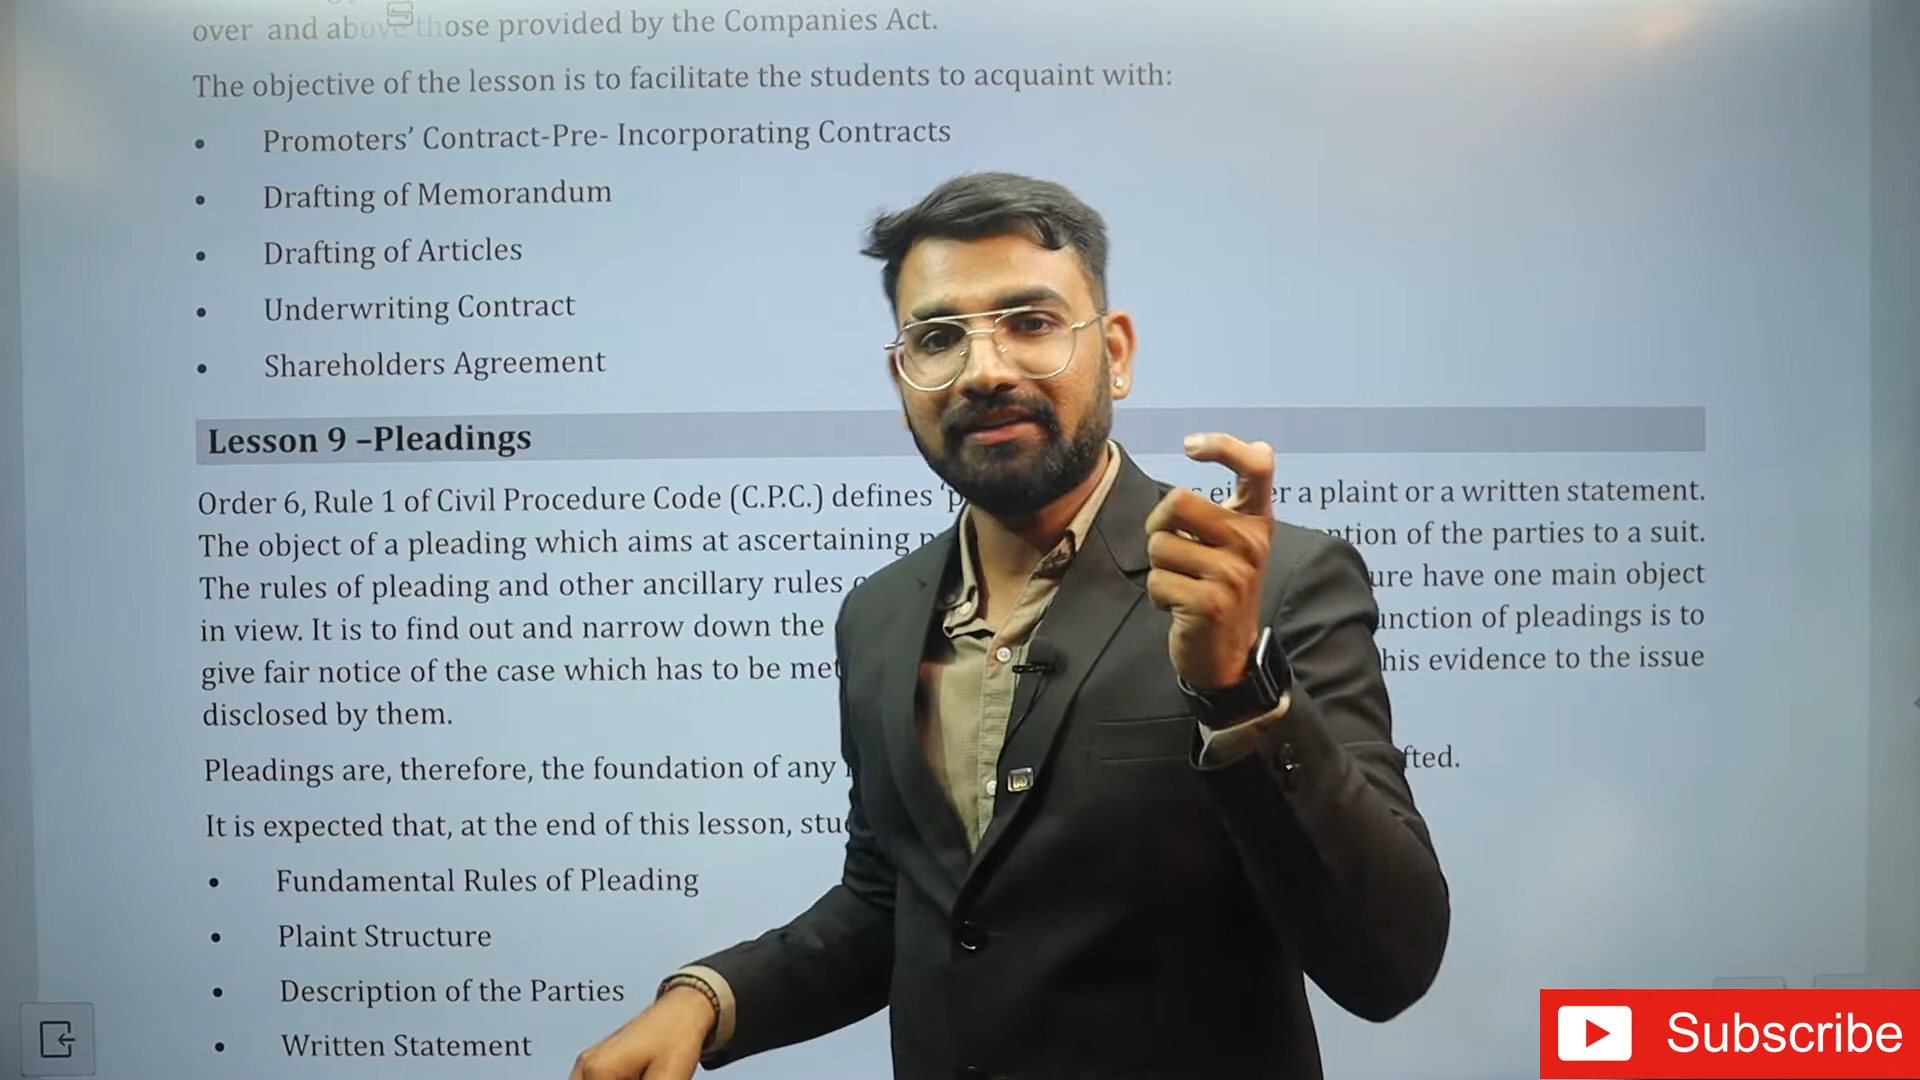 over and above those provided by the Companies Act.
The objective of the lesson is to facilitate the students to acquaint with:
• Promoters’ Contract-Pre- Incorporating Contracts
• Drafting of Memorandum
• Drafting of Articles
• Underwriting Contract
• Shareholders Agreement
Lesson 9 –Pleadings
Order 6, Rule 1 of Civil Procedure Code (C.P.C.) defines a plaint or a written statement.
The object of a pleading which aims at ascertaining of the parties to a suit.
The rules of pleading and other ancillary rules have one main object
in view. It is to find out and narrow down the of pleadings is to
give fair notice of the case which has to be his evidence to the issue
disclosed by them.
Pleadings are, therefore, the foundation of any
It is expected that, at the end of this lesson,
• Fundamental Rules of Pleading
• Plaint Structure
• Description of the Parties
• Written Statement
Subscribe